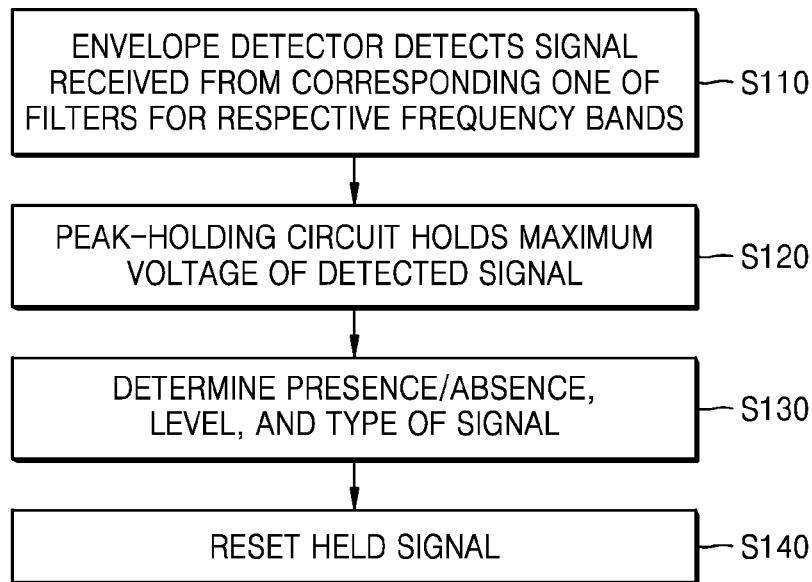 ENVELOPE DETECTOR DETECTS SIGNAL
RECEIVED FROM CORRESPONDING ONE OF
FILTERS FOR RESPECTIVE FREQUENCY BANDS
S110
PEAK-HOLDING CIRCUIT HOLDS MAXIMUM
VOLTAGE OF DETECTED SIGNAL
S120
DETERMINE PRESENCE/ABSENCE,
LEVEL, AND TYPE OF SIGNAL
S130
RESET HELD SIGNAL
S140